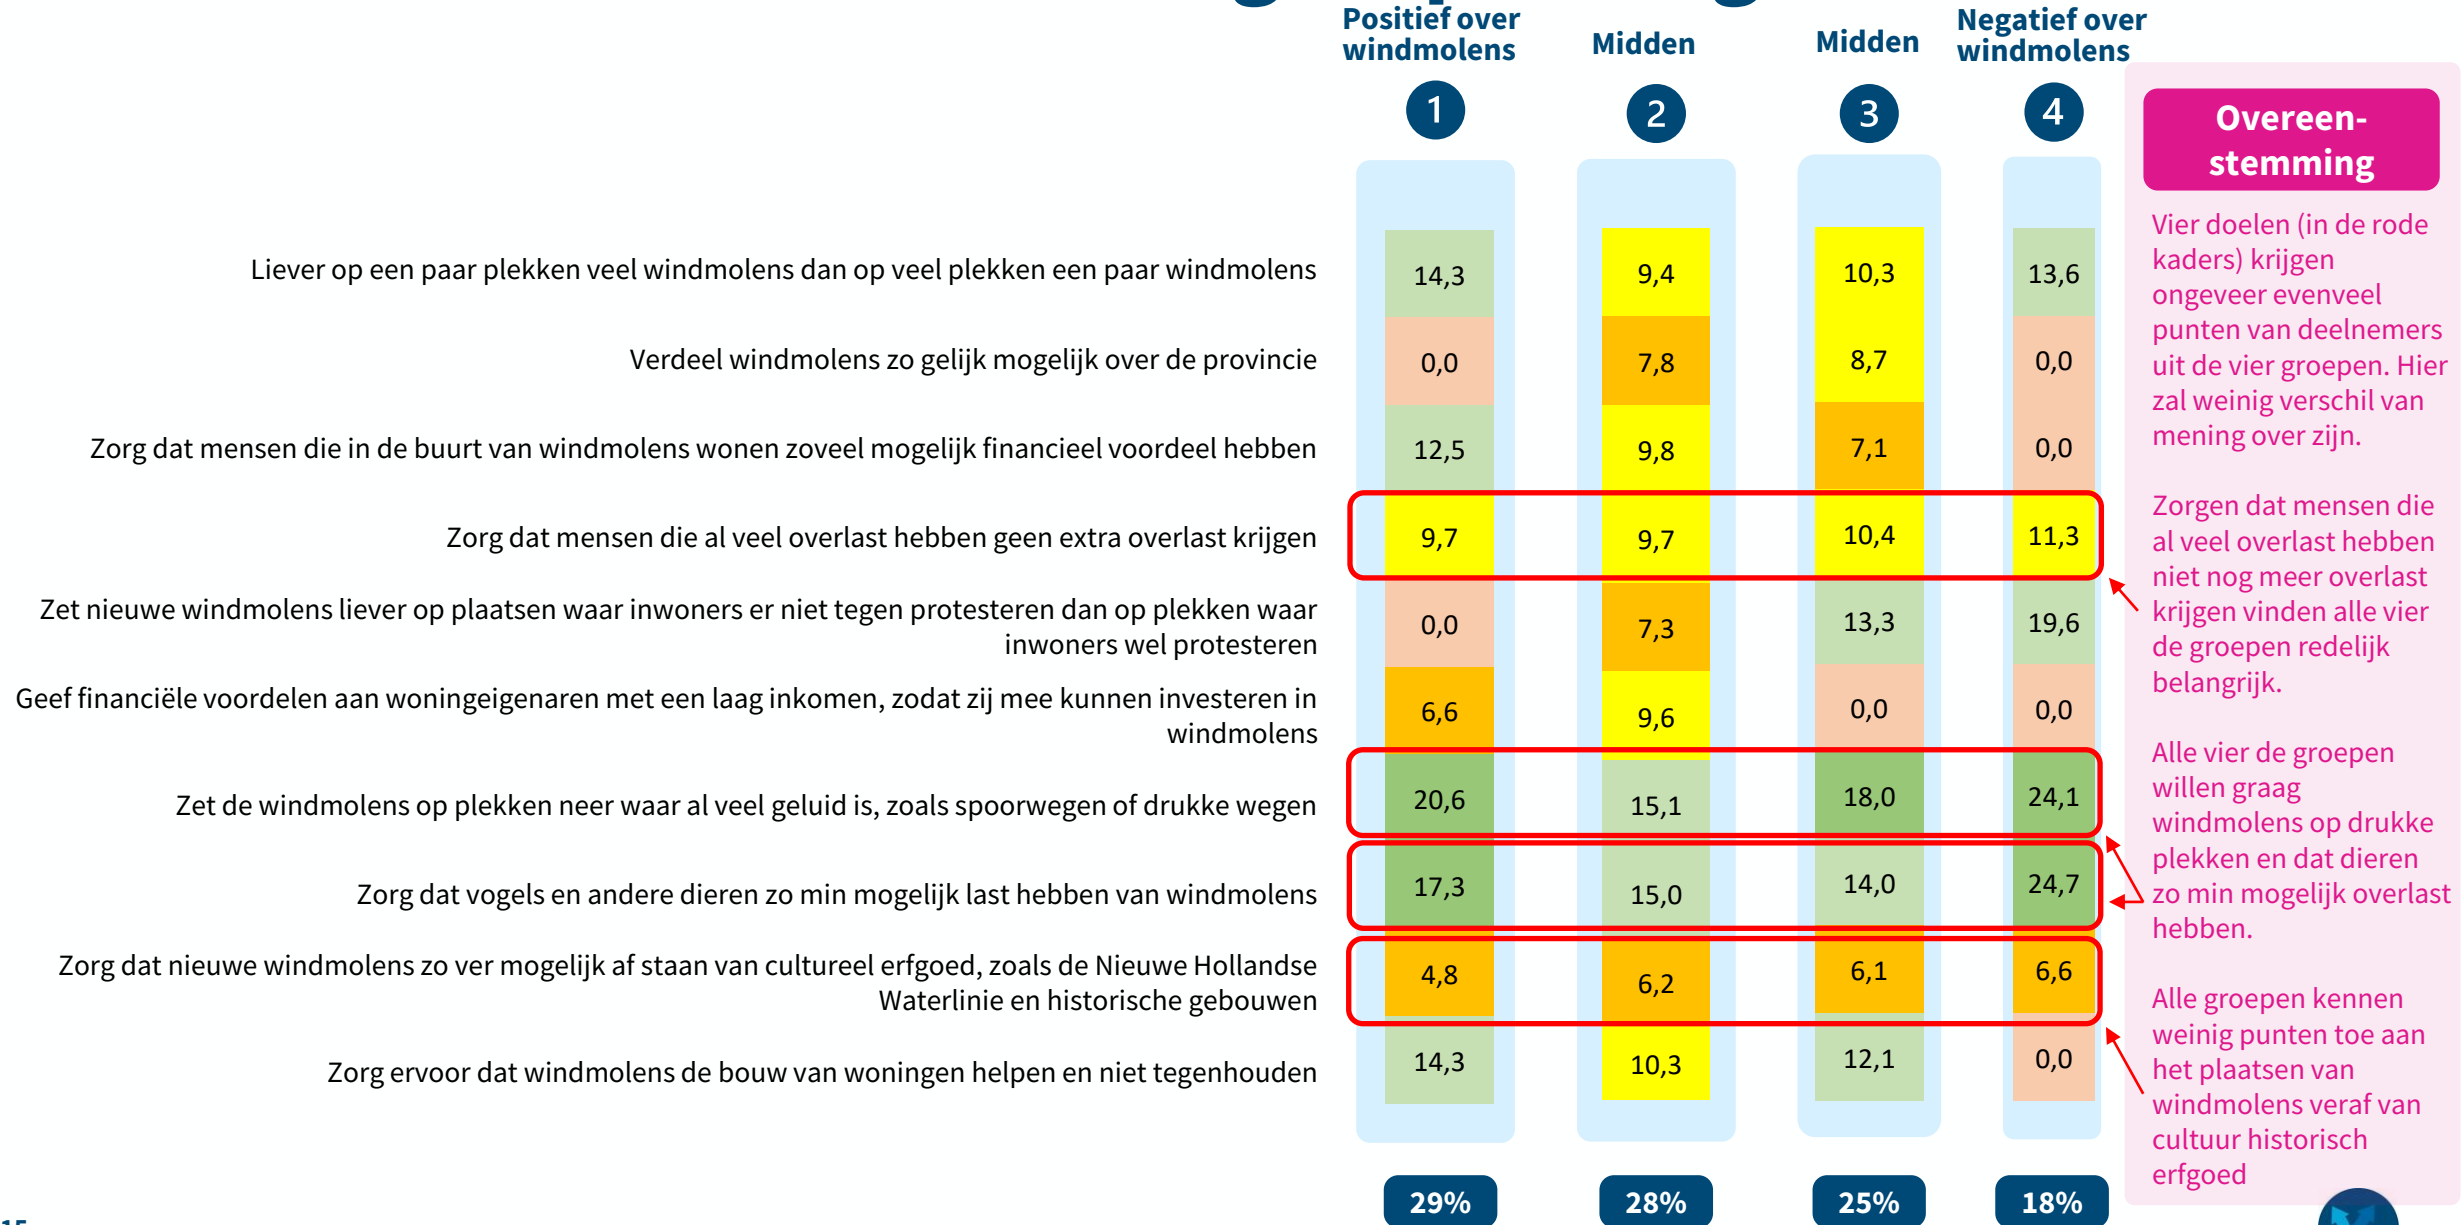 Positief over
windmolens
Midden
Midden
Negatief over
windmolens
1
2
3
4
Liever op een paar plekken veel windmolens dan op veel plekken een paar windmolens
14,3
9,4
10,3
13,6
Verdeel windmolens zo gelijk mogelijk over de provincie
0,0
7,8
8,7
0,0
Zorg dat mensen die in de buurt van windmolens wonen zoveel mogelijk financieel voordeel hebben
12,5
9,8
7,1
0,0
Zorg dat mensen die al veel overlast hebben geen extra overlast krijgen
9,7
9,7
10,4
11,3
Zet nieuwe windmolens liever op plaatsen waar inwoners er niet tegen protesteren dan op plekken waar
inwoners wel protesteren
0,0
7,3
13,3
19,6
Geef financiële voordelen aan woningeigenaren met een laag inkomen, zodat zij mee kunnen investeren in
windmolens
6,6
9,6
0,0
0,0
Zet de windmolens op plekken neer waar al veel geluid is, zoals spoorwegen of drukke wegen
20,6
15,1
18,0
24,1
Zorg dat vogels en andere dieren zo min mogelijk last hebben van windmolens
17,3
15,0
14,0
24,7
Zorg dat nieuwe windmolens zo ver mogelijk af staan van cultureel erfgoed, zoals de Nieuwe Hollandse
Waterlinie en historische gebouwen
4,8
6,2
6,1
6,6
Zorg ervoor dat windmolens de bouw van woningen helpen en niet tegenhouden
14,3
10,3
12,1
0,0
29%
28%
25%
18%
Overeen-
stemming
Vier doelen (in de rode
kaders) krijgen
ongeveer evenveel
punten van deelnemers
uit de vier groepen. Hier
zal weinig verschil van
mening over zijn.
Zorgen dat mensen die
al veel overlast hebben
niet nog meer overlast
krijgen vinden alle vier
de groepen redelijk
belangrijk.
Alle vier de groepen
willen graag
windmolens op drukke
plekken en dat dieren
zo min mogelijk overlast
hebben.
Alle groepen kennen
weinig punten toe aan
het plaatsen van
windmolens veraf van
cultuur historisch
erfgoed